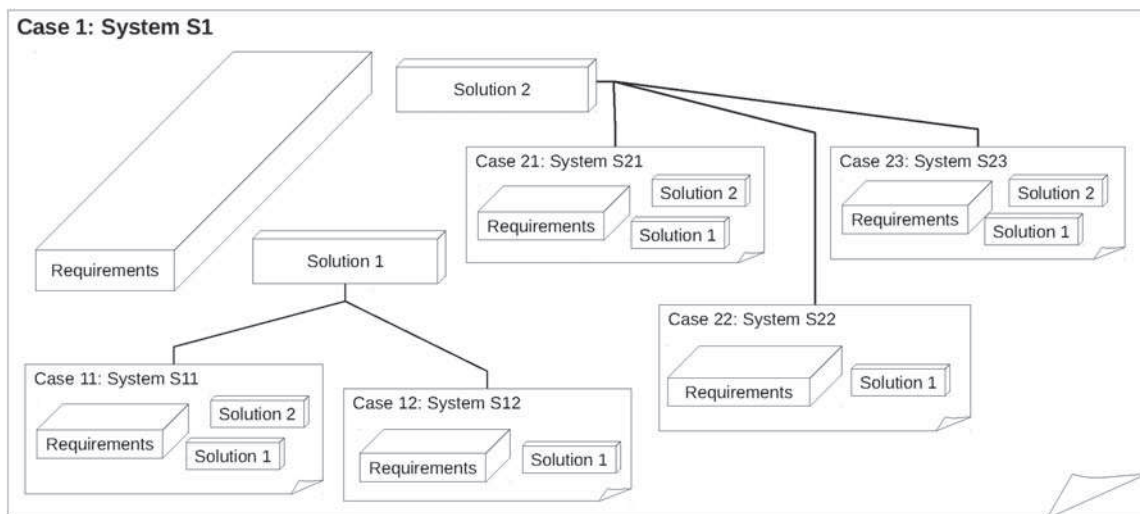 Case 1: System S1
Solution 2
Requirements
Solution 1
Case 21: System S21
Requirements
Solution 2
Solution 1
Case 23: System S23
Requirements
Solution 2
Solution 1
Case 22: System S22
Requirements
Solution 1
Case 11: System S11
Requirements
Solution 2
Solution 1
Case 12: System S12
Requirements
Solution 1